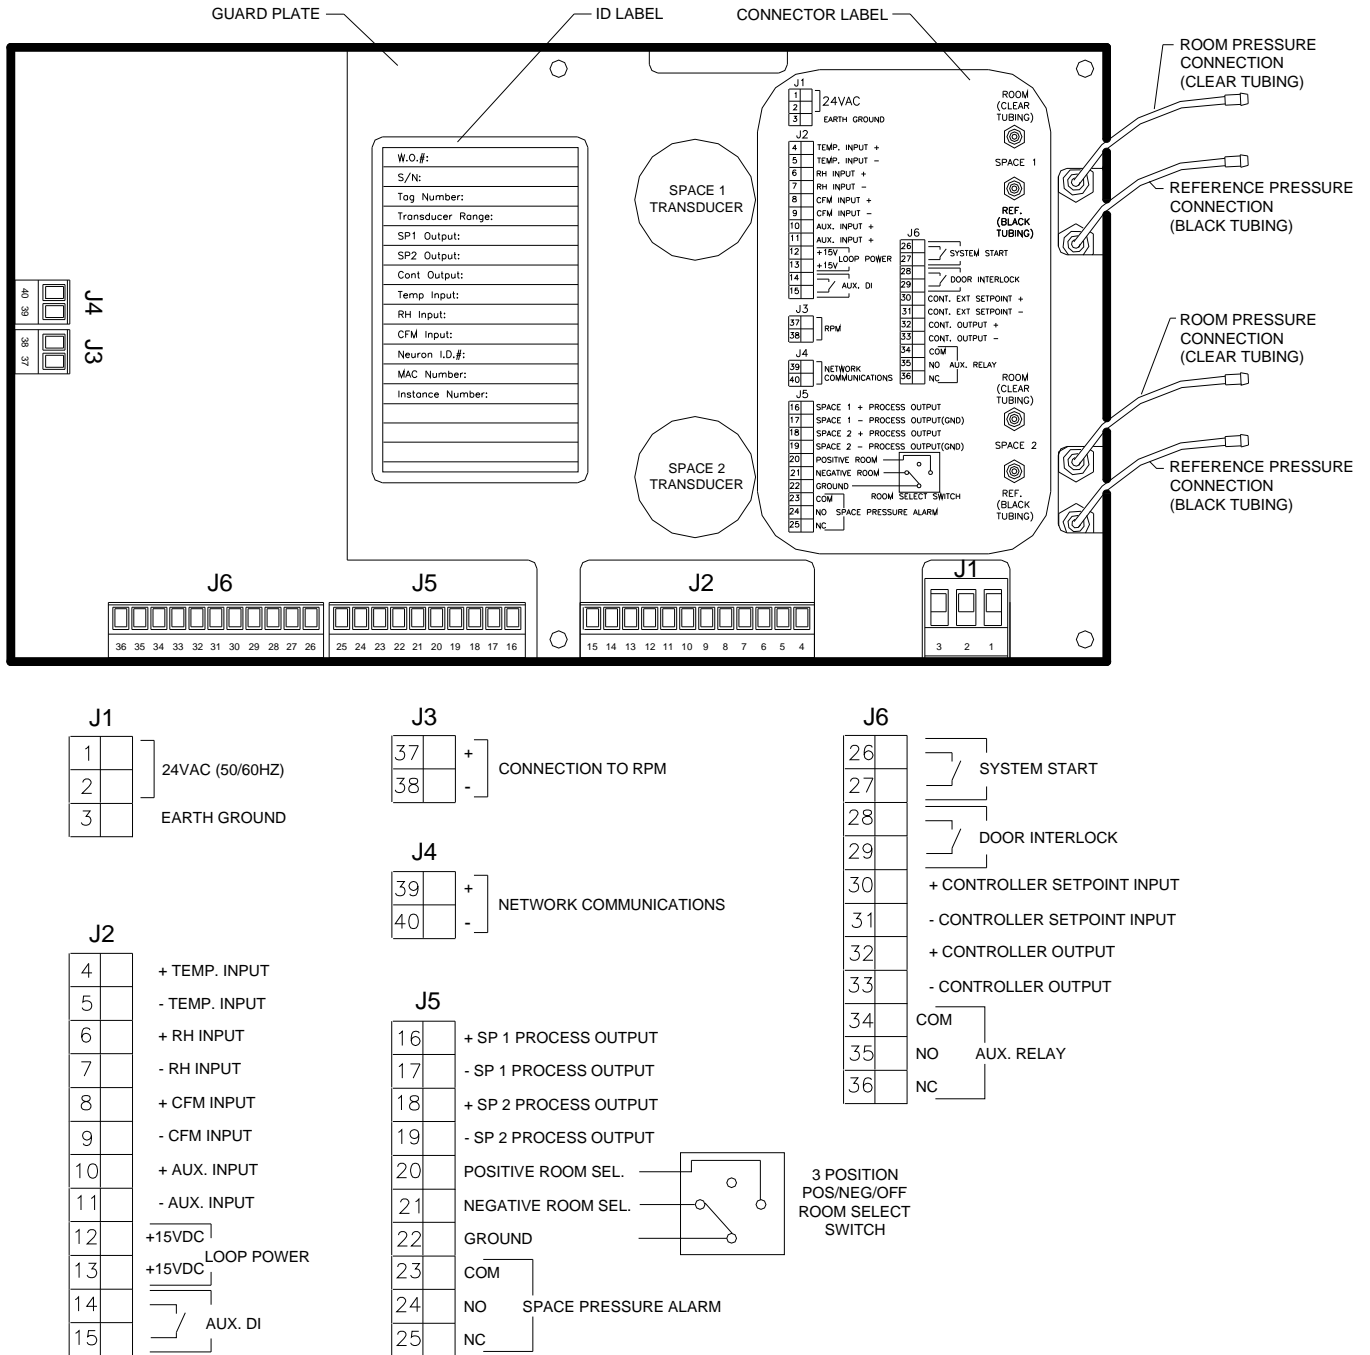 GUARD PLATE
ID LABEL
CONNECTOR LABEL
ROOM PRESSURE
CONNECTION
(CLEAR TUBING)
REFERENCE PRESSURE
CONNECTION
(BLACK TUBING)
ROOM PRESSURE
CONNECTION
(CLEAR TUBING)
REFERENCE PRESSURE
CONNECTION
(BLACK TUBING)
W.O.#:
S/N:
Tag Number:
Transducer Range:
SP1 Output:
SP2 Output:
Cont Output:
Temp Input:
RH Input:
CFM Input:
Neuron I.D.#:
MAC Number:
Instance Number:
SPACE 1
TRANSDUCER
SPACE 2
TRANSDUCER
J1
1
2
24VAC
3 EARTH GROUND
J2
4 TEMP. INPUT +
5 TEMP. INPUT -
6 RH INPUT +
7 RH INPUT -
8 CFM INPUT +
9 CFM INPUT -
10 AUX. INPUT +
11 AUX. INPUT +
12 +15V
13 +15V
LOOP POWER
14
15
AUX. DI
J3
37
38
RPM
J4
39
40
NETWORK
COMMUNICATIONS
J5
16 SPACE 1 + PROCESS OUTPUT
17 SPACE 1 - PROCESS OUTPUT(GND)
18 SPACE 2 + PROCESS OUTPUT
19 SPACE 2 - PROCESS OUTPUT(GND)
20 POSITIVE ROOM
21 NEGATIVE ROOM
22 GROUND
ROOM SELECT SWITCH
23 COM
24 NO SPACE PRESSURE ALARM
25 NC
J6
26
27
SYSTEM START
28
29
DOOR INTERLOCK
30 CONT. EXT SETPOINT +
31 CONT. EXT SETPOINT -
32 CONT. OUTPUT +
33 CONT. OUTPUT -
34 COM
35 NO AUX. RELAY
36 NC
ROOM
(CLEAR
TUBING)
SPACE 1
REF.
(BLACK
TUBING)
ROOM
(CLEAR
TUBING)
SPACE 2
REF.
(BLACK
TUBING)
40 39
J4
38 37
J3
J6
36 35 34 33 32 31 30 29 28 27 26
J5
25 24 23 22 21 20 19 18 17 16
J2
15 14 13 12 11 10 9 8 7 6 5 4
J1
3 2 1
J1
1
2
24VAC (50/60HZ)
3 EARTH GROUND
J2
4 + TEMP. INPUT
5 - TEMP. INPUT
6 + RH INPUT
7 - RH INPUT
8 + CFM INPUT
9 - CFM INPUT
10 + AUX. INPUT
11 - AUX. INPUT
12 +15VDC
13 +15VDC
LOOP POWER
14
15
AUX. DI
J3
37 +
38 -
CONNECTION TO RPM
J4
39 +
40 -
NETWORK COMMUNICATIONS
J5
16 + SP 1 PROCESS OUTPUT
17 - SP 1 PROCESS OUTPUT
18 + SP 2 PROCESS OUTPUT
19 - SP 2 PROCESS OUTPUT
20 POSITIVE ROOM SEL.
21 NEGATIVE ROOM SEL.
22 GROUND
3 POSITION
POS/NEG/OFF
ROOM SELECT
SWITCH
23 COM
24 NO SPACE PRESSURE ALARM
25 NC
J6
26
27
SYSTEM START
28
29
DOOR INTERLOCK
30 + CONTROLLER SETPOINT INPUT
31 - CONTROLLER SETPOINT INPUT
32 + CONTROLLER OUTPUT
33 - CONTROLLER OUTPUT
34 COM
35 NO AUX. RELAY
36 NC